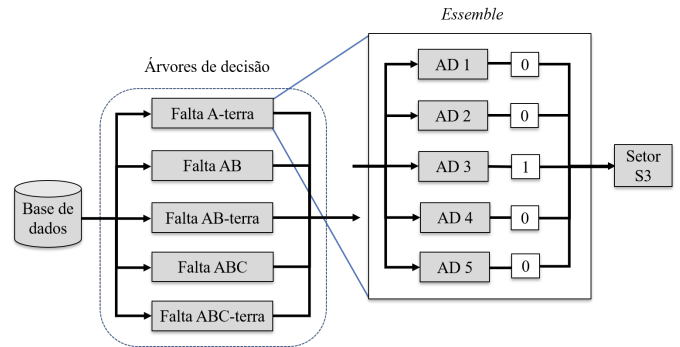 Essemble
Árvores de decisão
Falta A-terra
Falta AB
Falta AB-terra
Falta ABC
Falta ABC-terra
Base de
dados
AD 1
0
AD 2
0
AD 3
1
AD 4
0
AD 5
0
Setor
S3